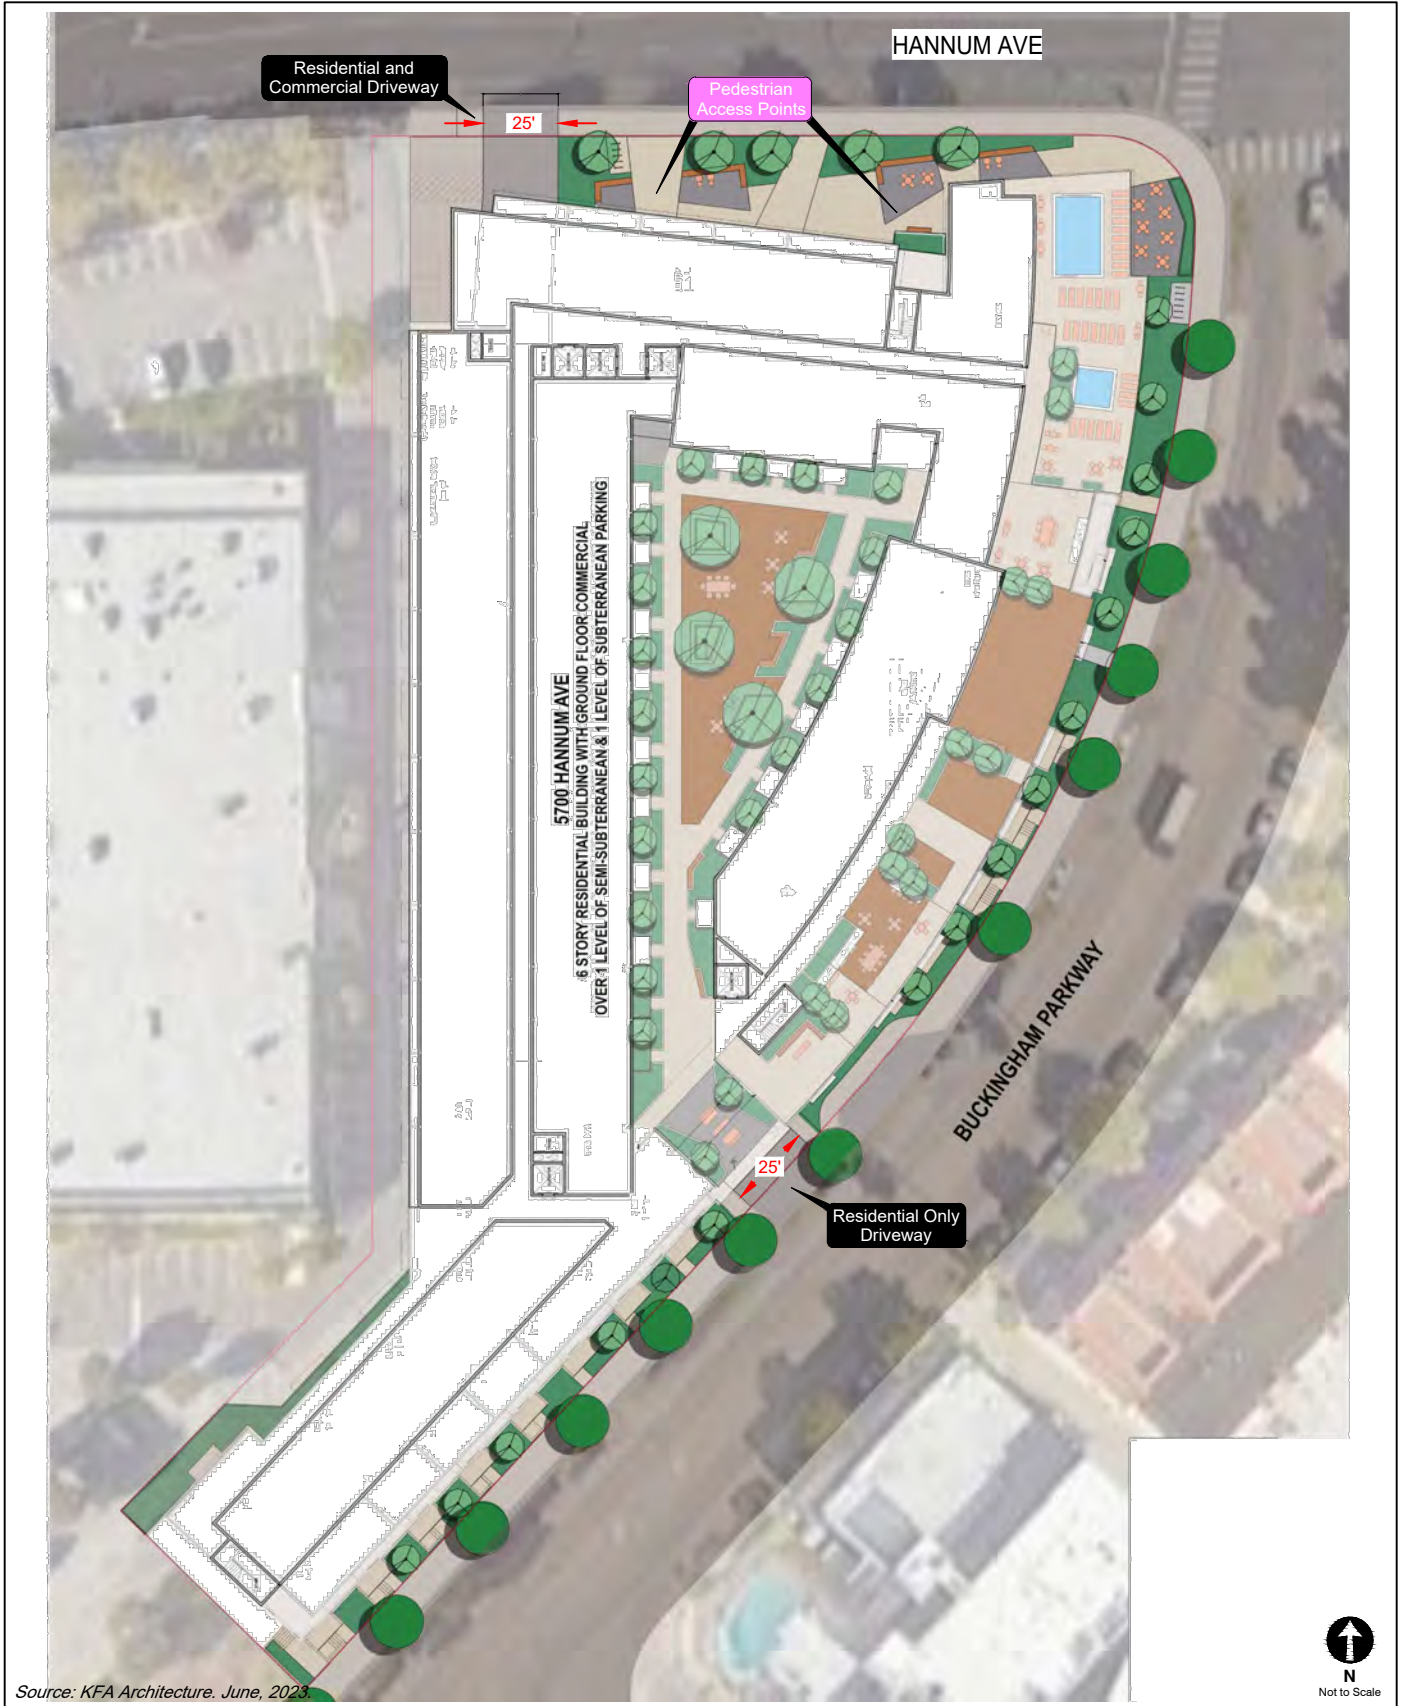 HANNUM AVE
Residential and
Commercial Driveway
Pedestrian
Access Points
25'
5700 HANNUM AVE
6 STORY RESIDENTIAL BUILDING WITH GROUND FLOOR COMMERCIAL
OVER 1 LEVEL OF SEMI-SUBTERRANEAN & 1 LEVEL OF SUBTERRANEAN PARKING
BUCKINGHAM PARKWAY
25'
Residential Only
Driveway
N
Not to Scale
Source: KFA Architecture. June, 2023.